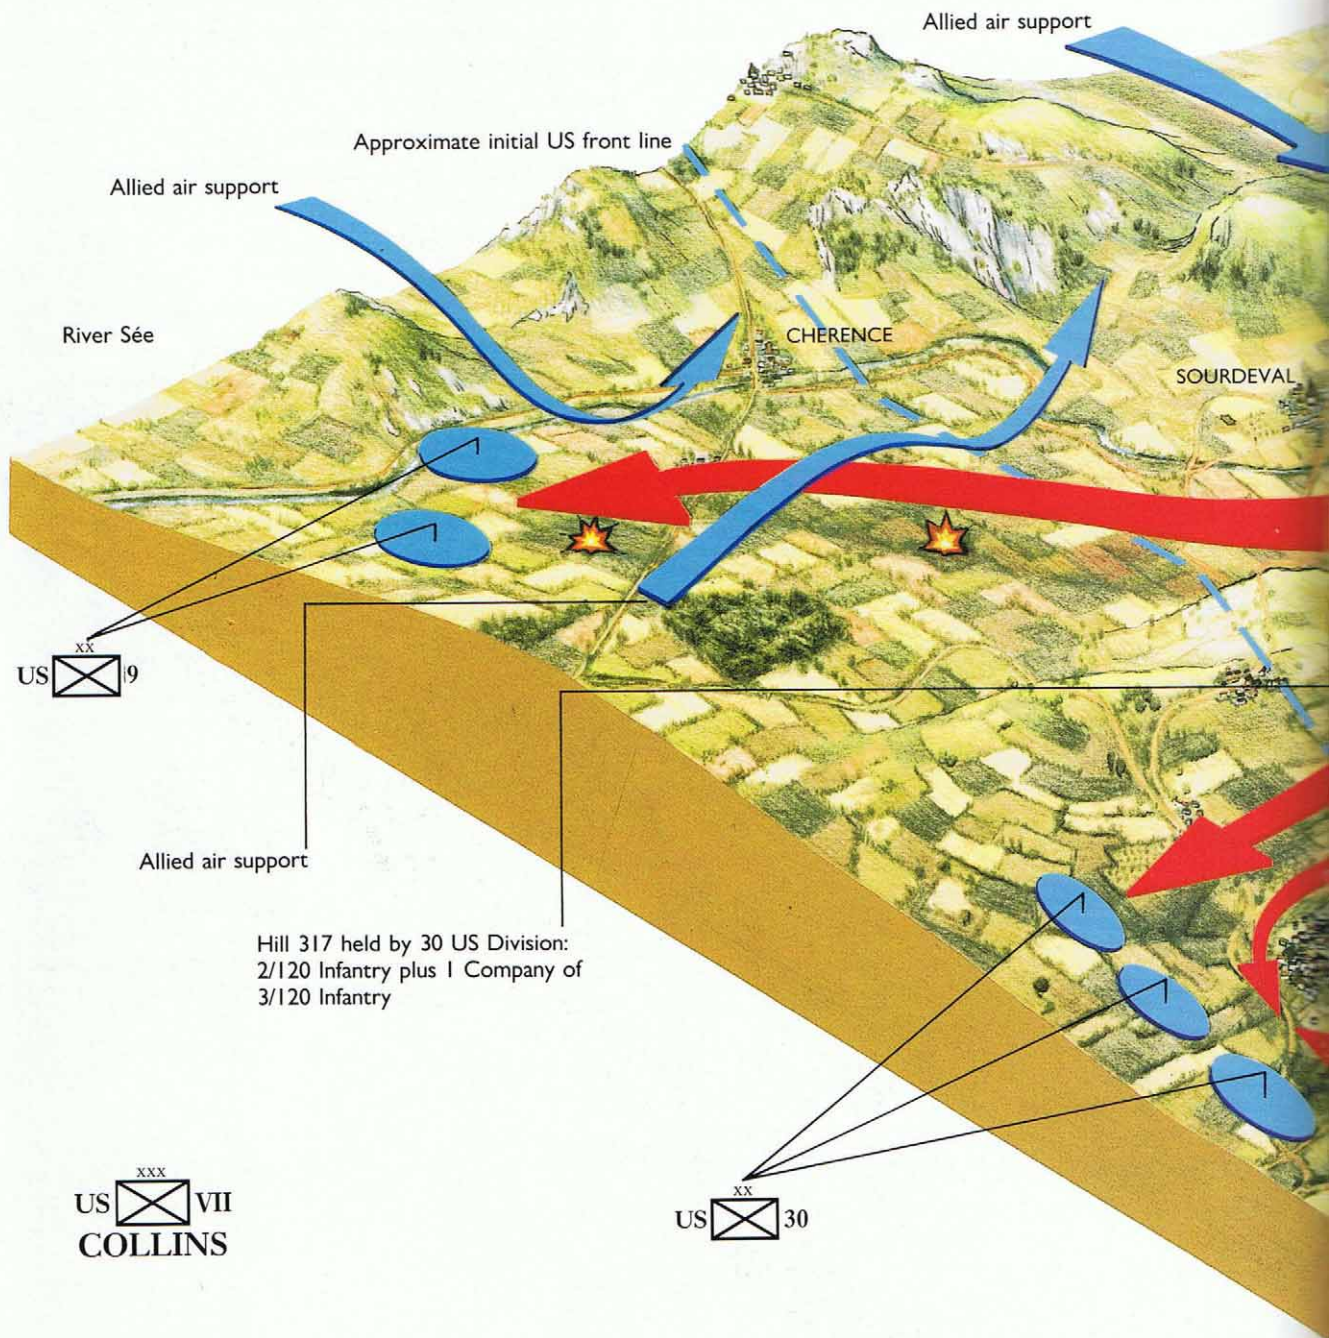 Allied air support
Approximate initial US front line
Allied air support
River Sée
CHERENCE
SOURDEVAL
xx
US 9
Allied air support
Hill 317 held by 30 US Division:
2/120 Infantry plus 1 Company of
3/120 Infantry
xxx
US VII
COLLINS
xx
US 30